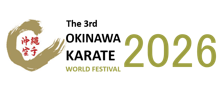 沖縄
空手
The 3rd
OKINAWA
KARATE
WORLD FESTIVAL
2026